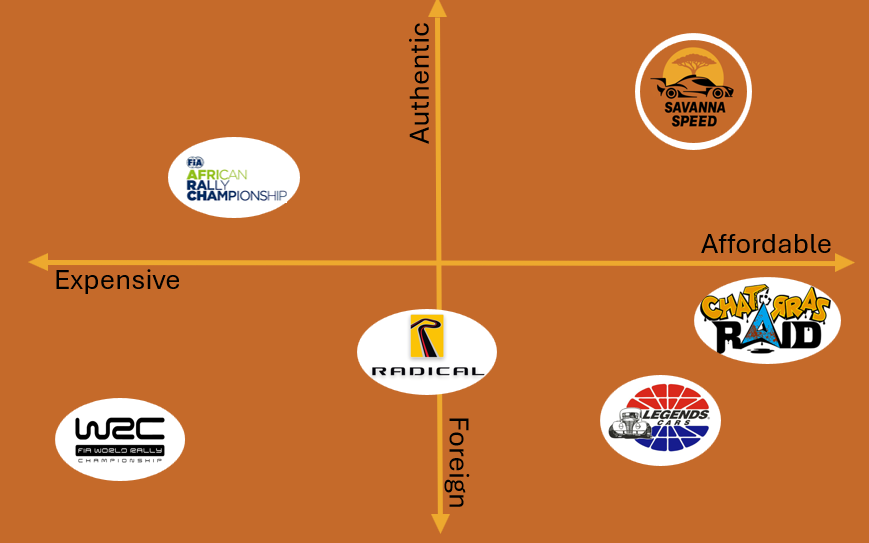 Authentic
SAVANNA
SPEED
FIA
AFRICAN
RALLY
CHAMPIONSHIP
Affordable
Expensive
CHATARRAS
RAID
RADICAL
LEGENDS
CARS
WRC
FIA WORLD RALLY
CHAMPIONSHIP
Foreign